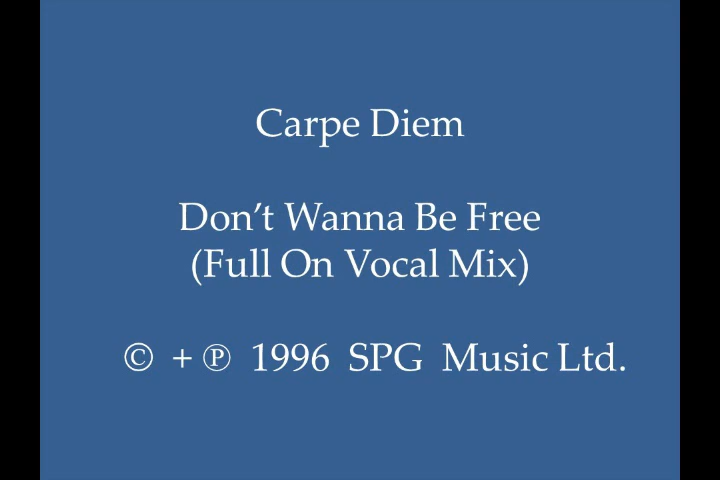 Carpe Diem
Don’t Wanna Be Free
(Full On Vocal Mix)
© + ℗ 1996 SPG Music Ltd.